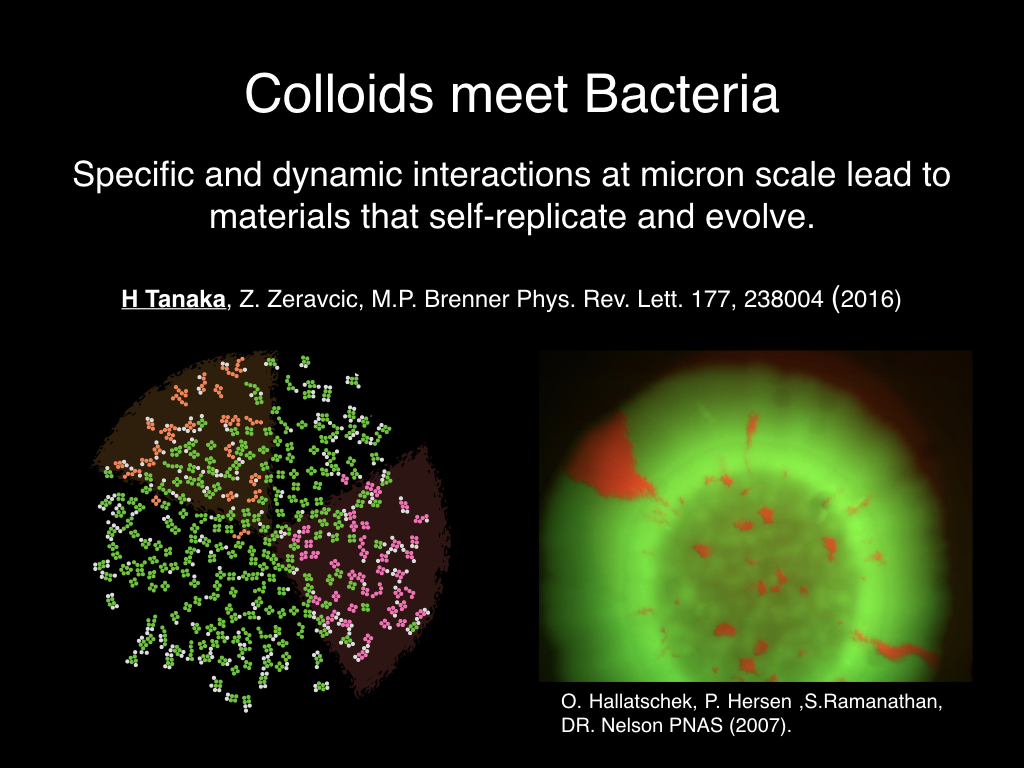 Colloids meet Bacteria
Specific and dynamic interactions at micron scale lead to
materials that self-replicate and evolve.
H Tanaka, Z. Zeravcic, M.P. Brenner Phys. Rev. Lett. 177, 238004 (2016)
O. Hallatschek, P. Hersen ,S.Ramanathan,
DR. Nelson PNAS (2007).